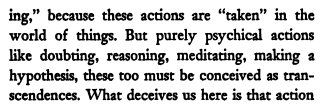 ing,” because these actions are “taken” in the
world of things. But purely psychical actions
like doubting, reasoning, meditating, making a
hypothesis, these too must be conceived as tran-
scendences. What deceives us here is that action